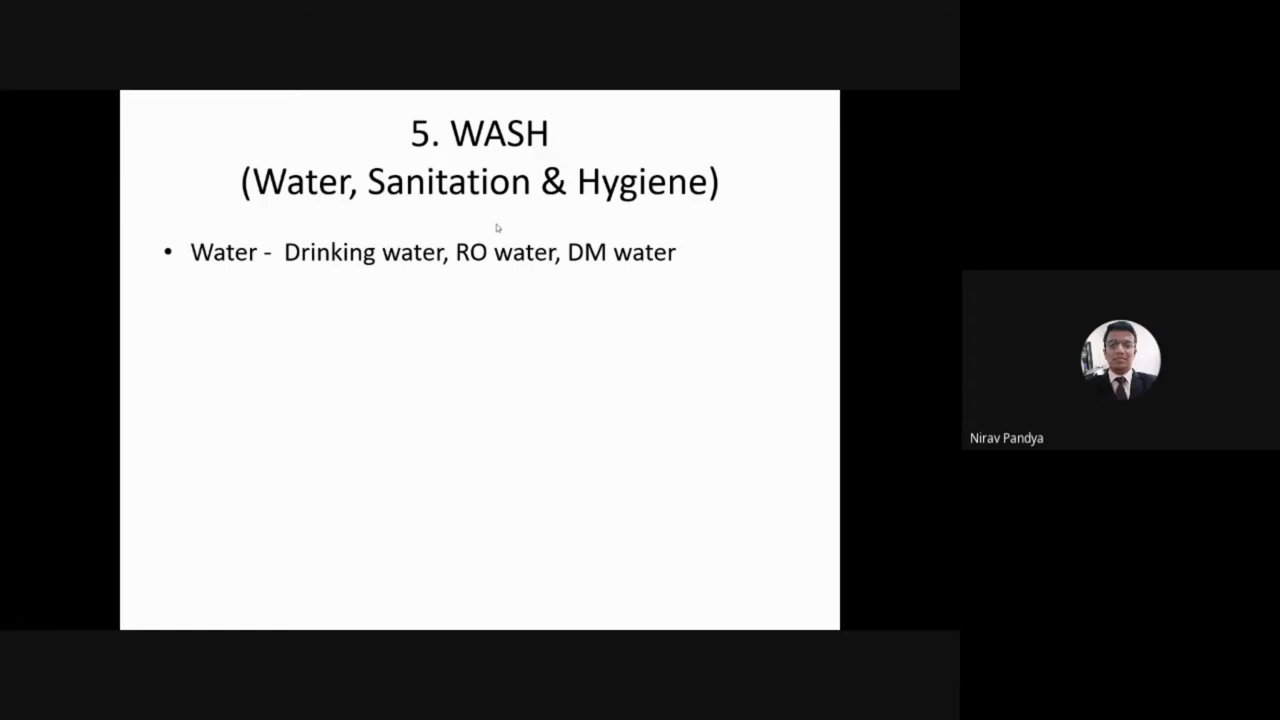 5. WASH
(Water, Sanitation & Hygiene)
• Water - Drinking water, RO water, DM water
Nirav Pandya